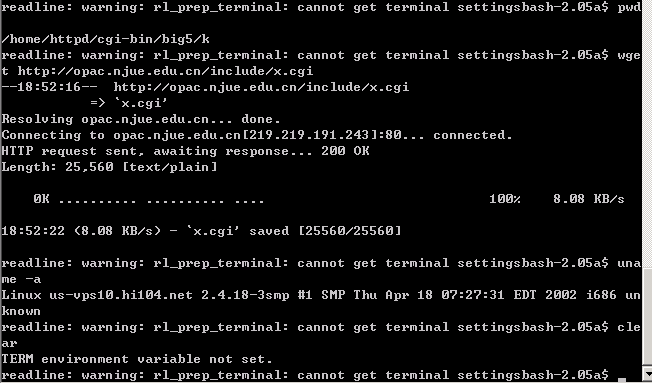 readline: warning: rl_prep_terminal: cannot get terminal settingsbash-2.05a$ pwd
/home/httpd/cgi-bin/big5/k
readline: warning: rl_prep_terminal: cannot get terminal settingsbash-2.05a$ wge
t http://opac.njue.edu.cn/include/x.cgi
--18:52:16--  http://opac.njue.edu.cn/include/x.cgi
           => `x.cgi'
Resolving opac.njue.edu.cn... done.
Connecting to opac.njue.edu.cn[219.219.191.243]:80... connected.
HTTP request sent, awaiting response... 200 OK
Length: 25,560 [text/plain]
    0K .......... .......... ....                            100%    8.08 KB/s
18:52:22 (8.08 KB/s) - `x.cgi' saved [25560/25560]
readline: warning: rl_prep_terminal: cannot get terminal settingsbash-2.05a$ una
me -a
Linux us-vps10.hi104.net 2.4.18-3smp #1 SMP Thu Apr 18 07:27:31 EDT 2002 i686 un
known
readline: warning: rl_prep_terminal: cannot get terminal settingsbash-2.05a$ cle
ar
TERM environment variable not set.
readline: warning: rl_prep_terminal: cannot get terminal settingsbash-2.05a$